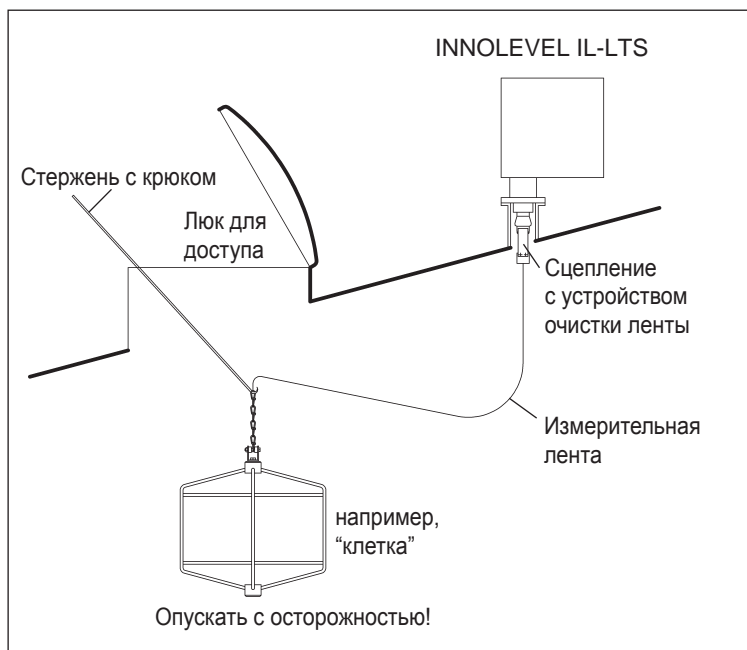 INNOLEVEL IL-LTS
Стержень с крюком
Люк для
доступа
Сцепление
с устройством
очистки ленты
Измерительная
лента
например,
“клетка”
Опускать с осторожностью!